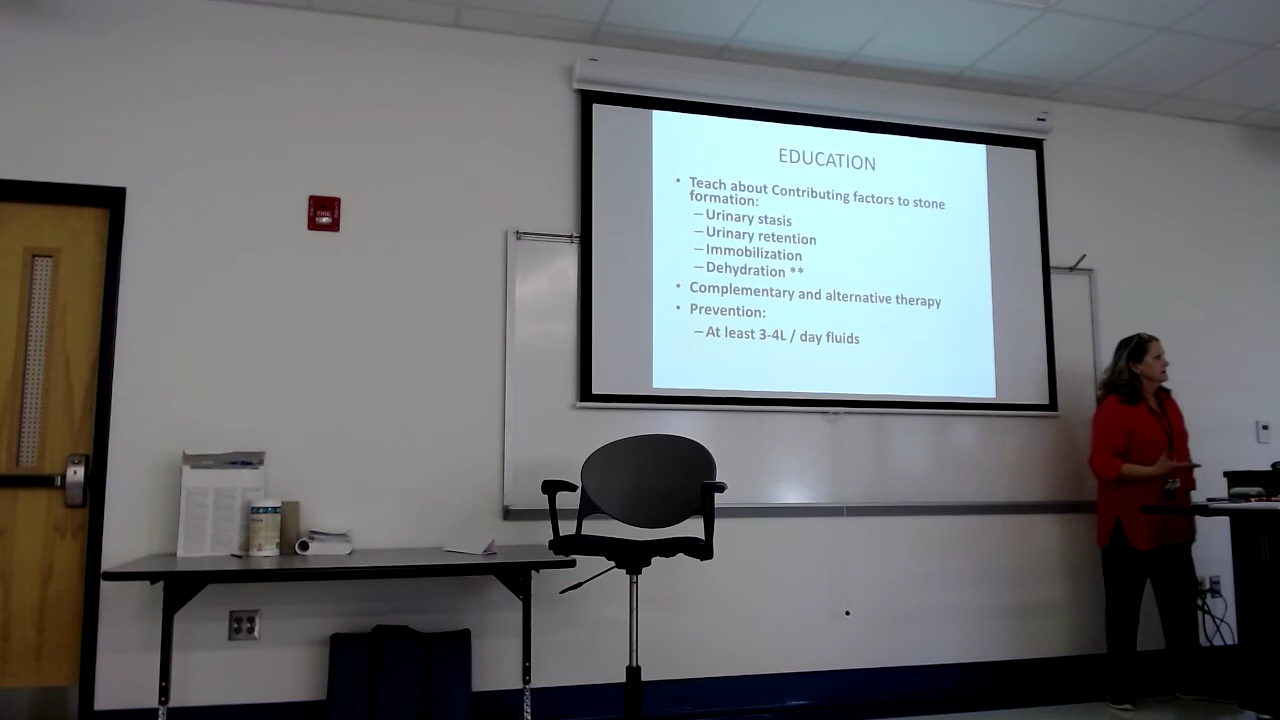 FIRE
EDUCATION
• Teach about Contributing factors to stone
formation:
–Urinary stasis
–Urinary retention
–Immobilization
–Dehydration **
• Complementary and alternative therapy
• Prevention:
–At least 3-4L / day fluids